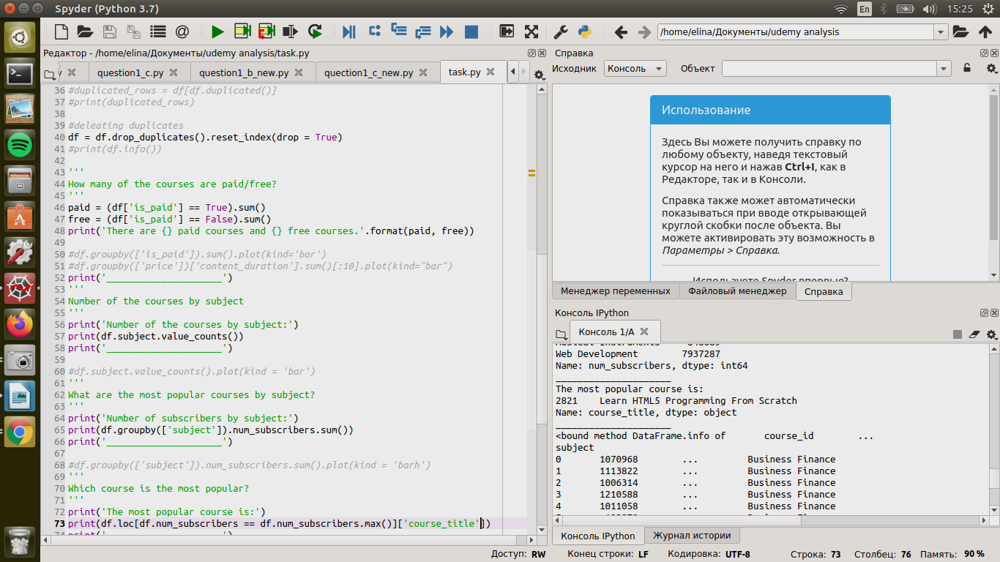 Spyder (Python 3.7)
En
15:25
/home/elina/Документы/udemy analysis
Редактор - /home/elina/Документы/udemy analysis/task.py
question1_c.py
question1_b_new.py
quection1_c_new.py
task.py
36 #duplicated_rows = df[df.duplicated()]
37 #print(duplicated_rows)
38
39 #deleating duplicates
40 df = df.drop_duplicates().reset_index(drop = True)
41 #print(df.info())
42
43 '''
44 How many of the courses are paid/free?
45 '''
46 paid = (df['is_paid'] == True).sum()
47 free = (df['is_paid'] == False).sum()
48 print('There are {} paid courses and {} free courses.'.format(paid, free))
49
50 #df.groupby(['is_paid']).sum().plot(kind='bar')
51 #df.groupby(['price'])['content_duration'].sum()[:10].plot(kind="bar")
52 print('_____________________')
53 '''
54 Number of the courses by subject
55 '''
56 print('Number of the courses by subject:')
57 print(df.subject.value_counts())
58 print('_____________________')
59
60 #df.subject.value_counts().plot(kind = 'bar')
61 '''
62 What are the most popular courses by subject?
63 '''
64 print('Number of subscribers by subject:')
65 print(df.groupby(['subject']).num_subscribers.sum())
66 print('_____________________')
67
68 #df.groupby(['subject']).num_subscribers.sum().plot(kind = 'barh')
69 '''
70 Which course is the most popular?
71 '''
72 print('The most popular course is:')
73 print(df.loc[df.num_subscribers == df.num_subscribers.max()]['course_title'])
Справка
Исходник Консоль Объект
Использование
Здесь Вы можете получить справку по
любому объекту, наведя текстовый
курсор на него и нажав Ctrl+I, как в
Редакторе, так и в Консоли.
Справка также может автоматически
показываться при вводе открывающей
круглой скобки после объекта. Вы
можете активировать эту возможность в
Параметры > Справка.
Используете Spyder впервые?
Менеджер переменных Файловый менеджер Справка
Консоль IPython
Консоль 1/A
Web Development 7937287
Name: num_subscribers, dtype: int64
_____________________
The most popular course is:
2821 Learn HTML5 Programming From Scratch
Name: course_title, dtype: object
_____________________
<bound method DataFrame.info of course_id ...
subject
0 1070968 ... Business Finance
1 1113822 ... Business Finance
2 1006314 ... Business Finance
3 1210588 ... Business Finance
4 1011058 ... Business Finance
Консоль IPython Журнал истории
Доступ: RW Конец строки: LF Кодировка: UTF-8 Строка: 73 Столбец: 76 Память: 90 %